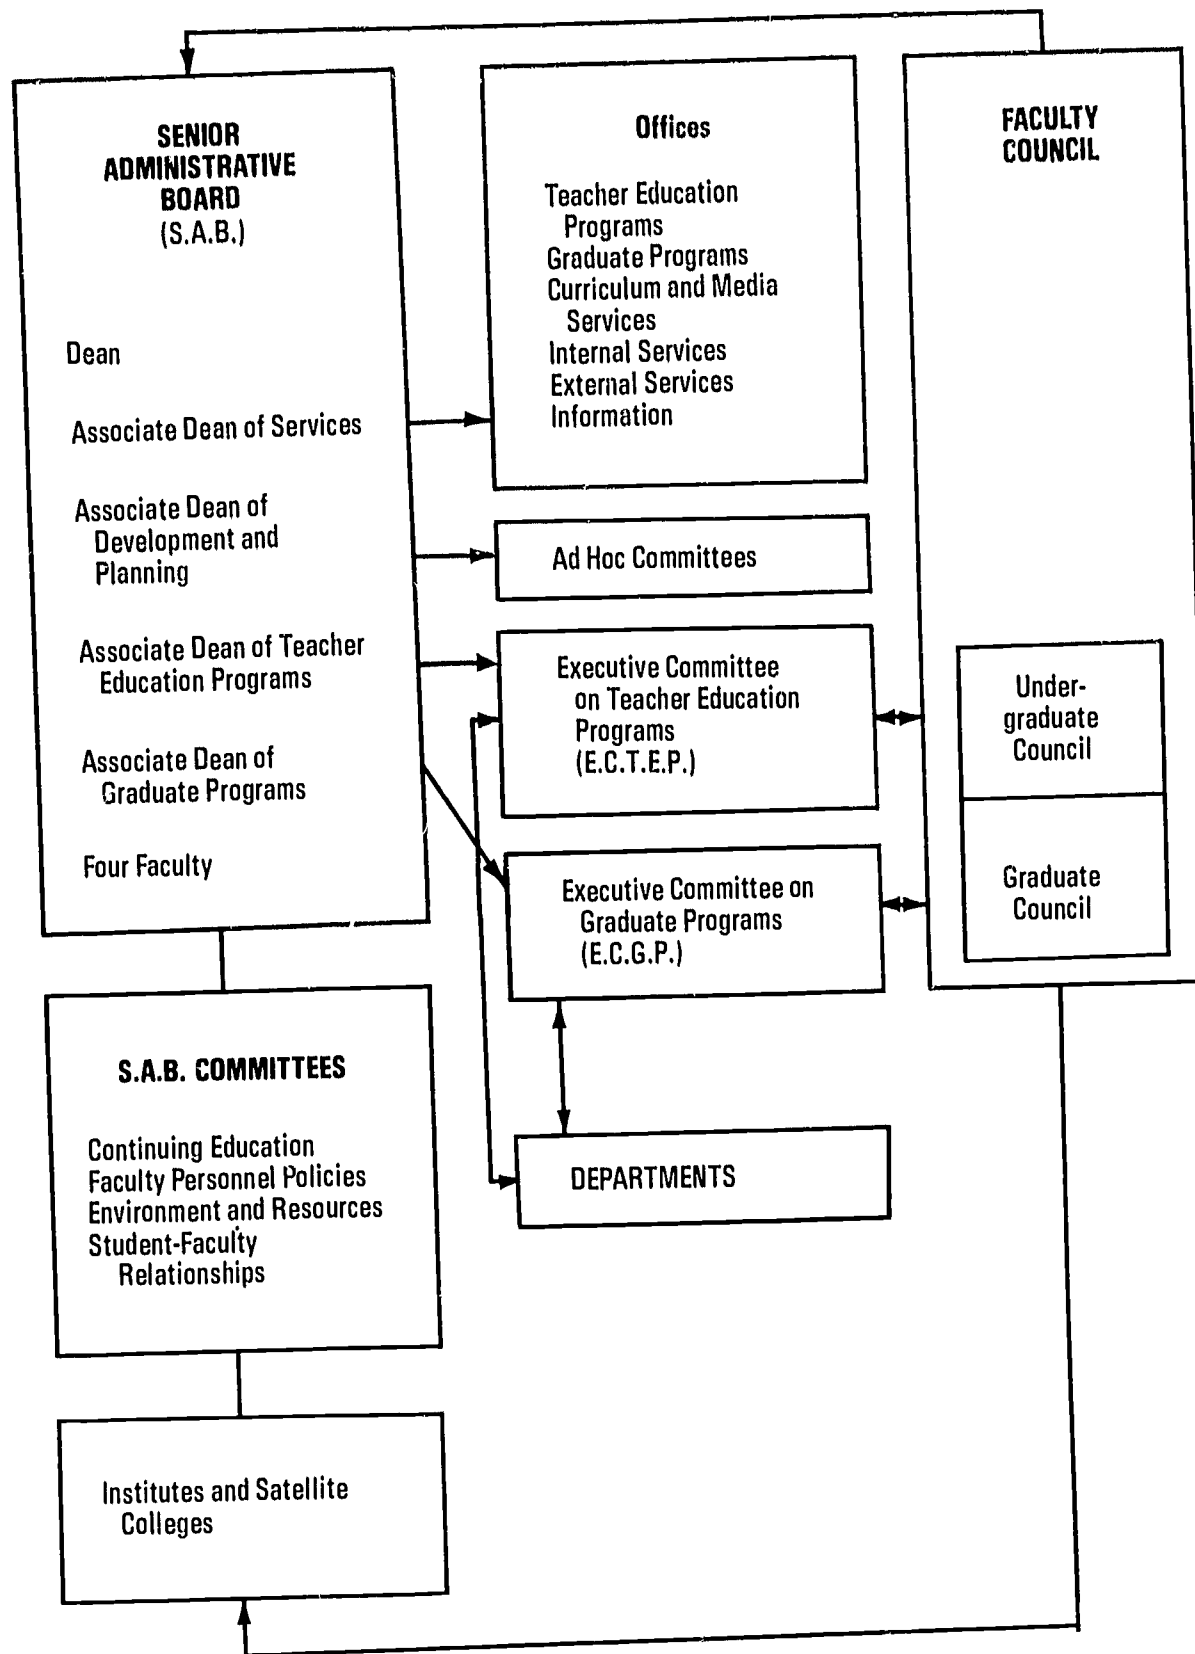 SENIOR
ADMINISTRATIVE
BOARD
(S.A.B.)
Dean
Associate Dean of Services
Associate Dean of
Development and
Planning
Associate Dean of Teacher
Education Programs
Associate Dean of
Graduate Programs
Four Faculty
Offices
Teacher Education
Programs
Graduate Programs
Curriculum and Media
Services
Internal Services
External Services
Information
Ad Hoc Committees
Executive Committee
on Teacher Education
Programs
(E.C.T.E.P.)
Executive Committee on
Graduate Programs
(E.C.G.P.)
FACULTY
COUNCIL
Under-
graduate
Council
Graduate
Council
S.A.B. COMMITTEES
Continuing Education
Faculty Personnel Policies
Environment and Resources
Student-Faculty
Relationships
DEPARTMENTS
Institutes and Satellite
Colleges